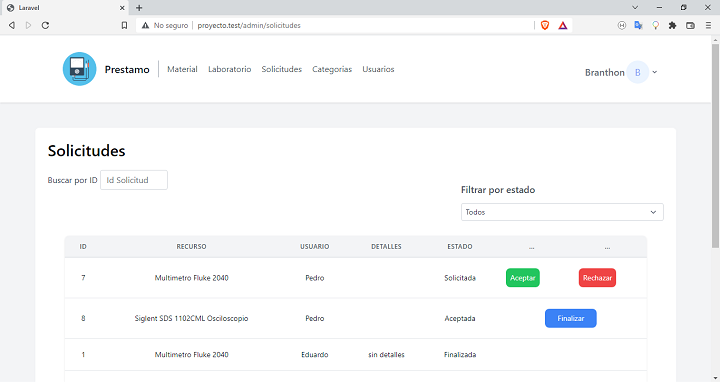 Laravel
No seguro
proyecto.test/admin/solicitudes
Prestamo
Material
Laboratorio
Solicitudes
Categorias
Usuarios
Branthon
B
Solicitudes
Buscar por ID
Id Solicitud
Filtrar por estado
Todos
ID RECURSO USUARIO DETALLES ESTADO ... ...
7 Multimetro Fluke 2040 Pedro Solicitada Aceptar Rechazar
8 Siglent SDS 1102CML Osciloscopio Pedro Aceptada Finalizar
1 Multimetro Fluke 2040 Eduardo sin detalles Finalizada